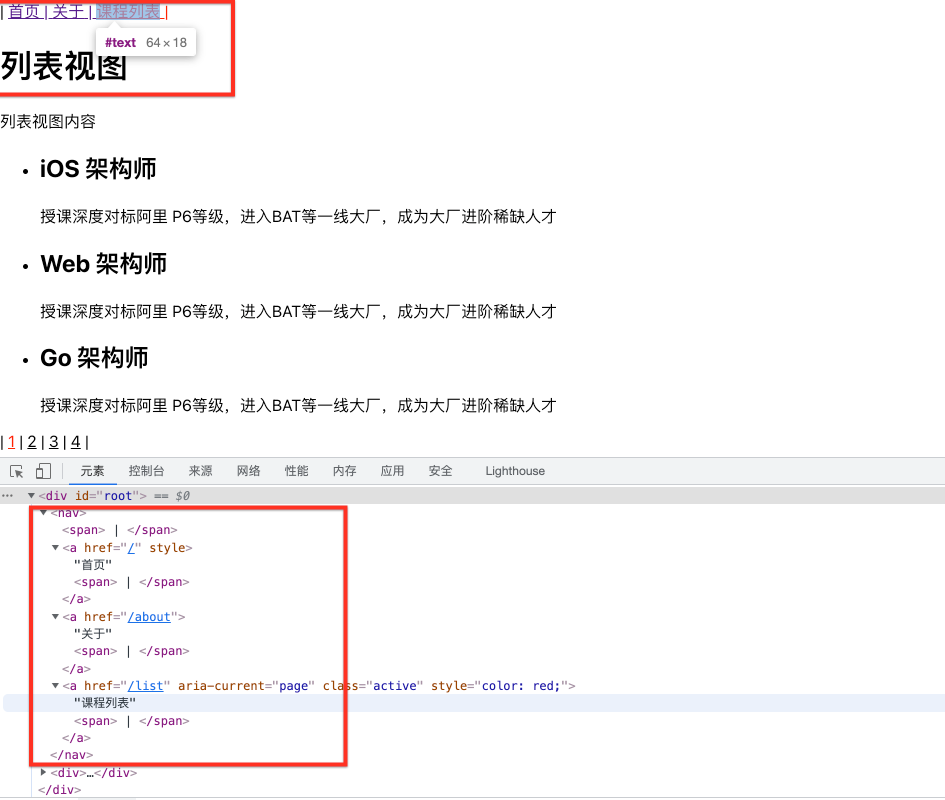 | 首页 | 关于 | 课程列表 |
#text 64×18
列表视图
列表视图内容
• iOS 架构师
授课深度对标阿里 P6等级，进入BAT等一线大厂，成为大厂进阶稀缺人才
• Web 架构师
授课深度对标阿里 P6等级，进入BAT等一线大厂，成为大厂进阶稀缺人才
• Go 架构师
授课深度对标阿里 P6等级，进入BAT等一线大厂，成为大厂进阶稀缺人才
| 1 | 2 | 3 | 4 |
元素 控制台 来源 网络 性能 内存 应用 安全 Lighthouse
<div id="root"> == $0
<nav>
<span> | </span>
<a href="/" style>
"首页"
<span> | </span>
</a>
<a href="/about">
"关于"
<span> | </span>
</a>
<a href="/list" aria-current="page" class="active" style="color: red;">
"课程列表"
<span> | </span>
</a>
</nav>
<div>…</div>
</div>